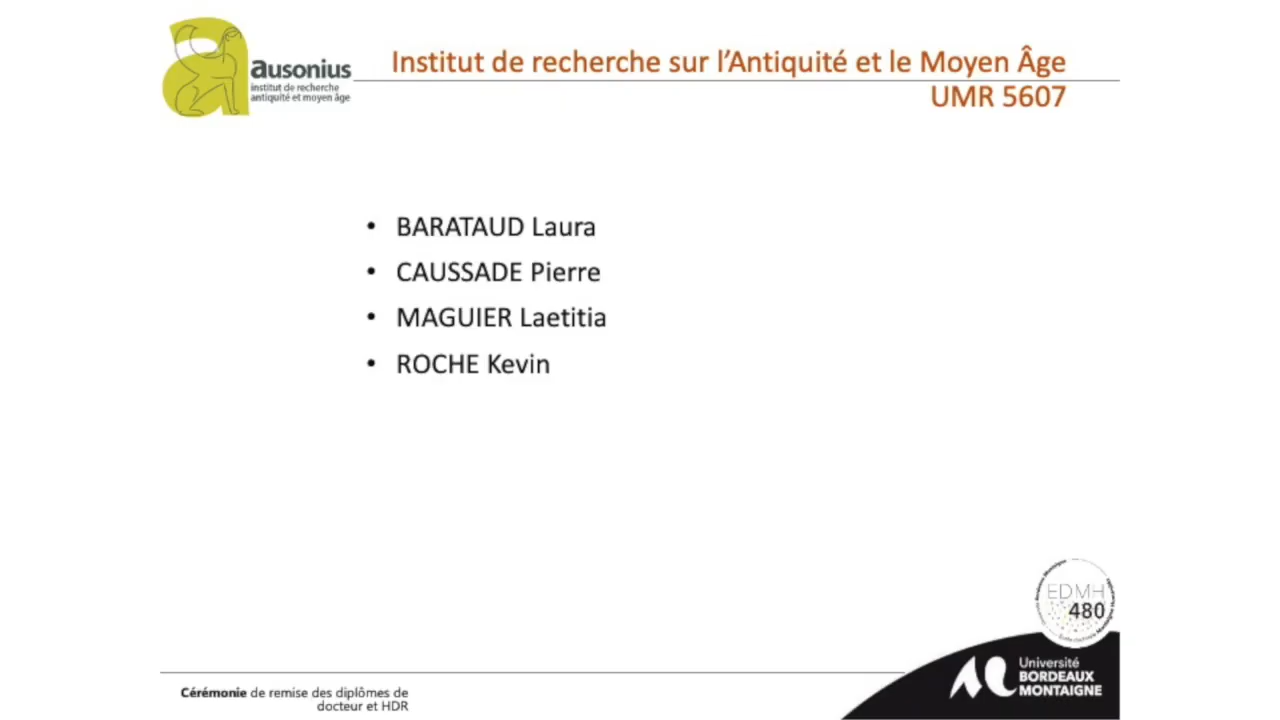 ausonius
institut de recherche
antiquité et moyen âge
Institut de recherche sur l’Antiquité et le Moyen Âge
UMR 5607
• BARATAUD Laura
• CAUSSADE Pierre
• MAGUIER Laetitia
• ROCHE Kevin
EDMH
480
Université
BORDEAUX
MONTAIGNE
Cérémonie de remise des diplômes de
docteur et HDR